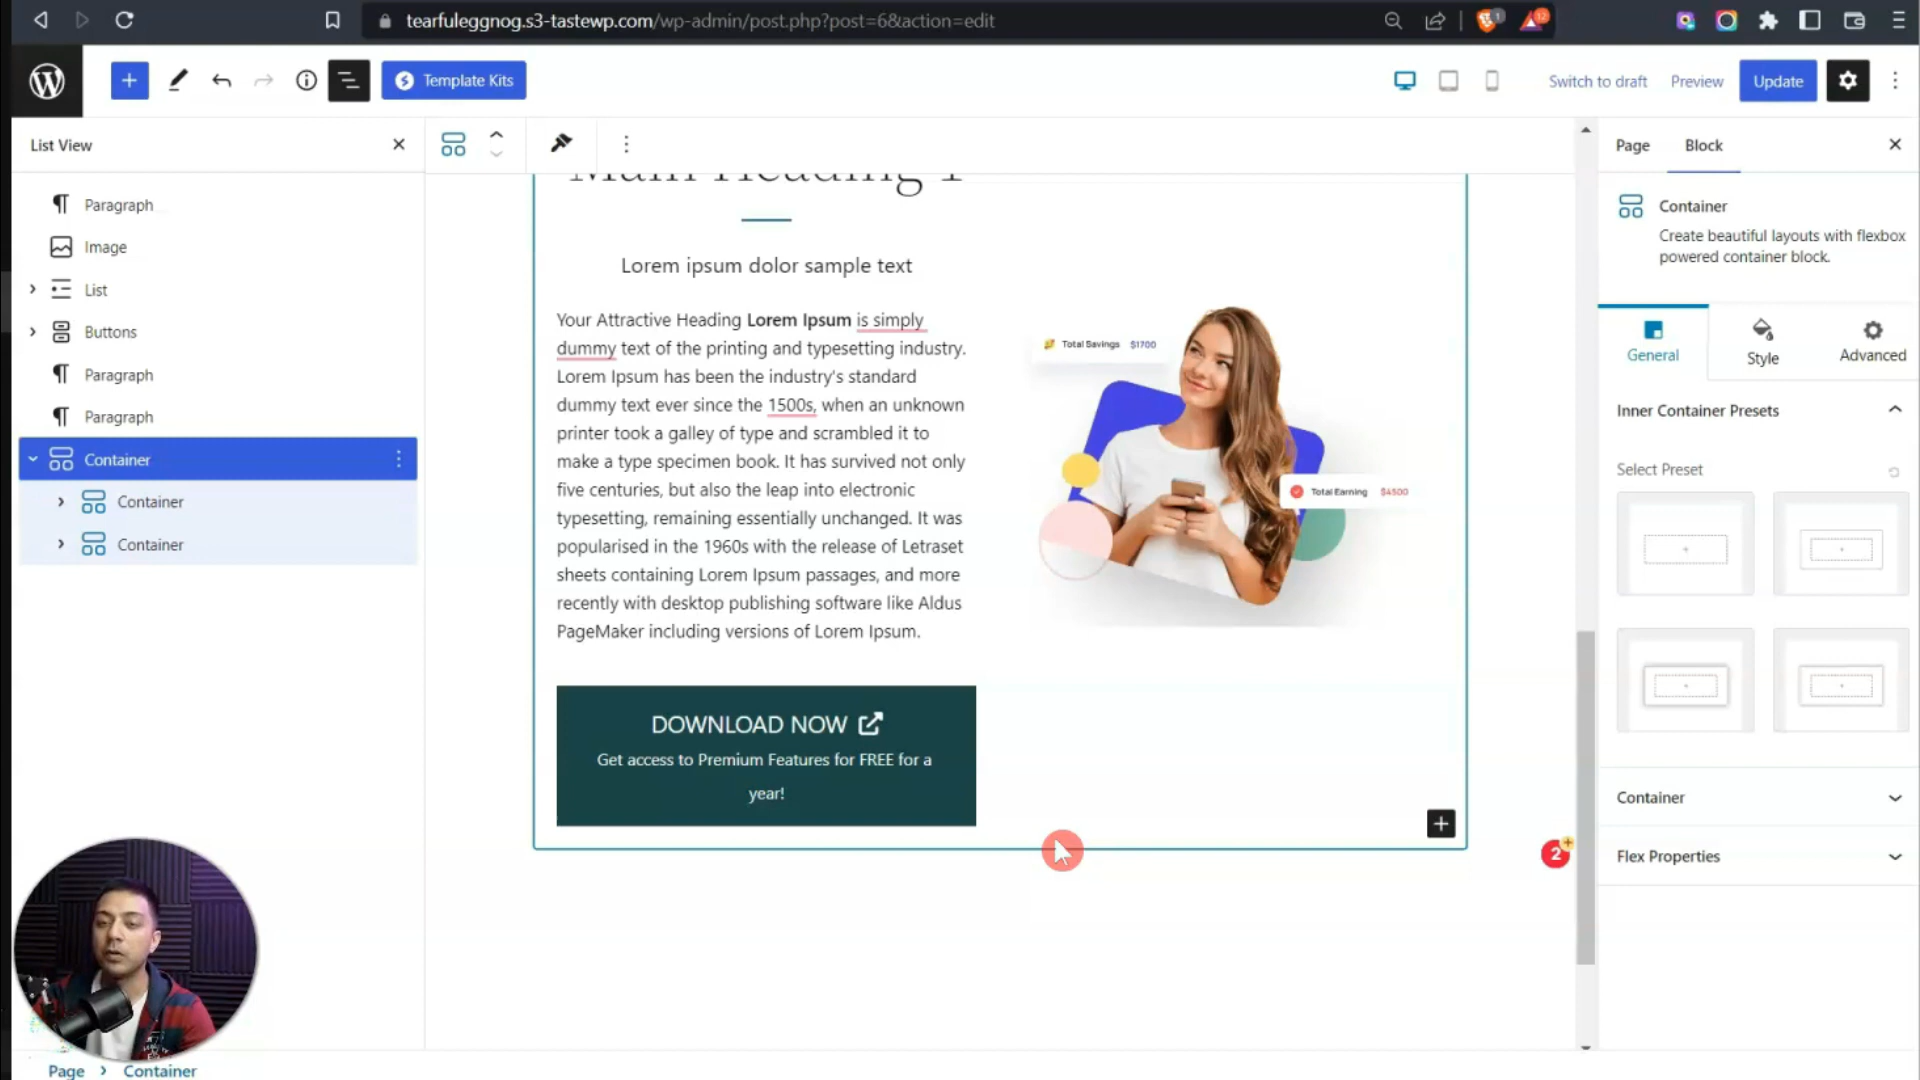 tearfuleggnog.s3-tastewp.com/wp-admin/post.php?post=6&action=edit
1
12
Template Kits
Switch to draft
Preview
Update
List View
Paragraph
Image
List
Buttons
Paragraph
Paragraph
Container
Container
Container
Main Heading 1
Lorem ipsum dolor sample text
Your Attractive Heading Lorem Ipsum is simply
dummy text of the printing and typesetting industry.
Lorem Ipsum has been the industry's standard
dummy text ever since the 1500s, when an unknown
printer took a galley of type and scrambled it to
make a type specimen book. It has survived not only
five centuries, but also the leap into electronic
typesetting, remaining essentially unchanged. It was
popularised in the 1960s with the release of Letraset
sheets containing Lorem Ipsum passages, and more
recently with desktop publishing software like Aldus
PageMaker including versions of Lorem Ipsum.
Total Savings $1700
Total Earning $4500
DOWNLOAD NOW
Get access to Premium Features for FREE for a
year!
2
Page
Block
Container
Create beautiful layouts with flexbox
powered container block.
General
Style
Advanced
Inner Container Presets
Select Preset
Container
Flex Properties
Page
Container